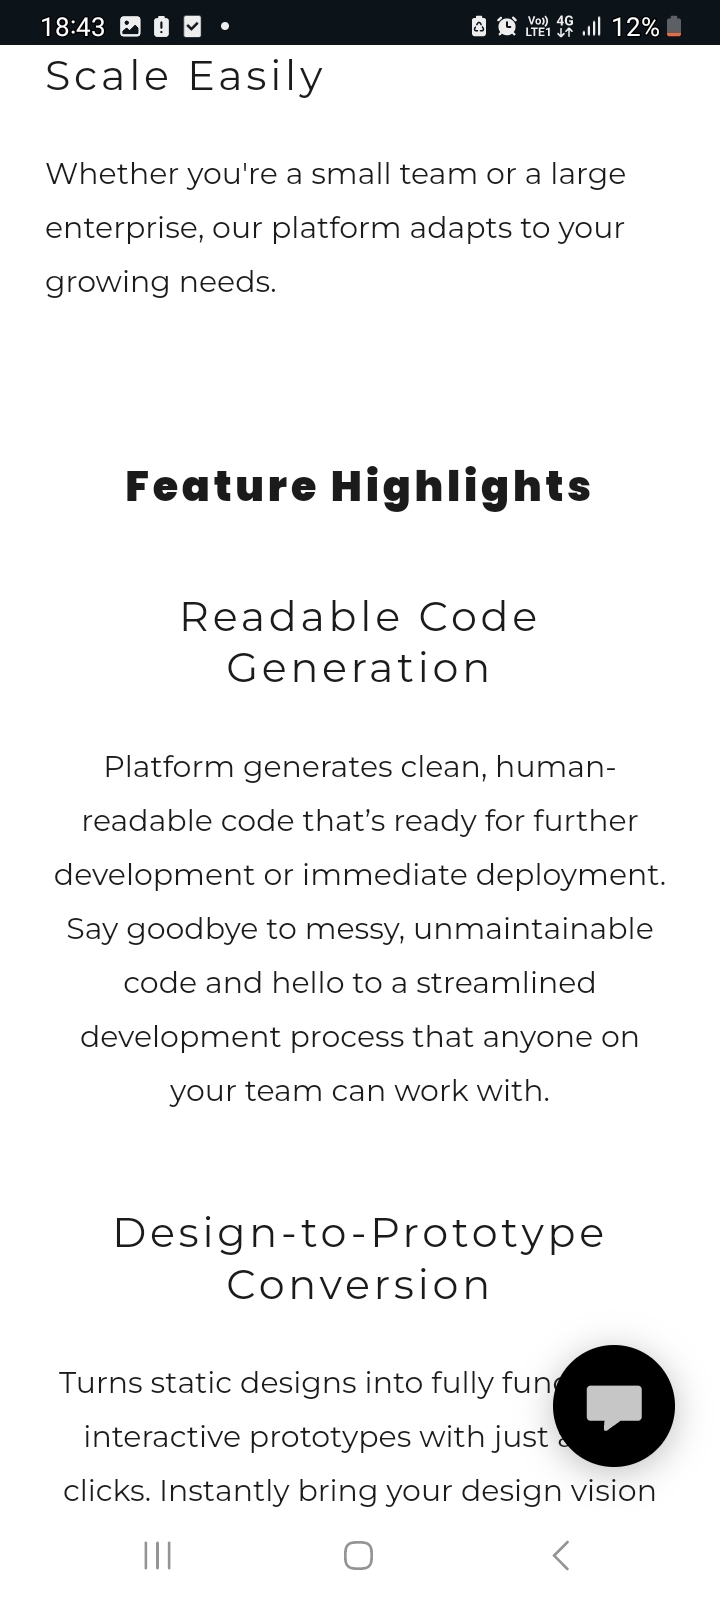 18:43
Vo)) 4G
LTE1
12%
Scale Easily
Whether you're a small team or a large
enterprise, our platform adapts to your
growing needs.
Feature Highlights
Readable Code
Generation
Platform generates clean, human-
readable code that’s ready for further
development or immediate deployment.
Say goodbye to messy, unmaintainable
code and hello to a streamlined
development process that anyone on
your team can work with.
Design-to-Prototype
Conversion
Turns static designs into fully
interactive prototypes with just
clicks. Instantly bring your design vision